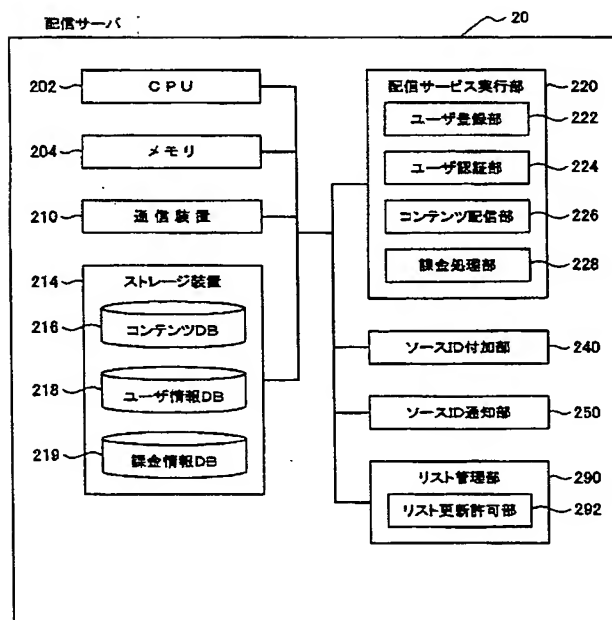 配信サーバ
20
202
CPU
204
メモリ
210
通信装置
214
ストレージ装置
216
コンテンツDB
218
ユーザ情報DB
219
課金情報DB
配信サービス実行部
220
ユーザ登録部
222
ユーザ認証部
224
コンテンツ配信部
226
課金処理部
228
ソースID付加部
240
ソースID通知部
250
リスト管理部
290
リスト更新許可部
292